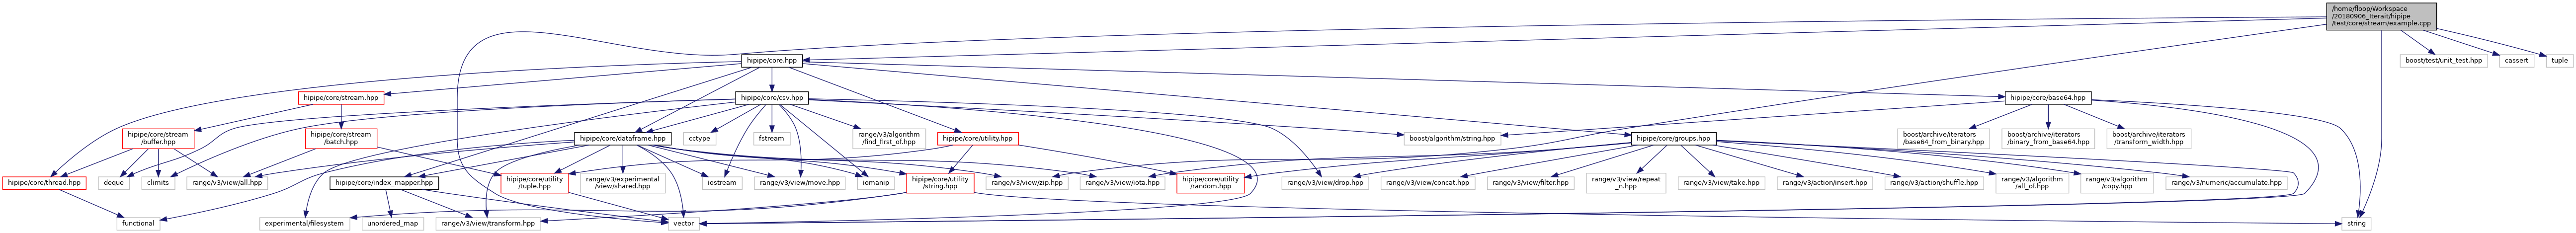 /home/floop/Workspace
/20180906_Iterait/hipipe
/test/core/stream/example.cpp
hipipe/core.hpp
boost/test/unit_test.hpp
cassert
tuple
hipipe/core/stream.hpp
hipipe/core/csv.hpp
hipipe/core/base64.hpp
hipipe/core/stream
/buffer.hpp
hipipe/core/stream
/batch.hpp
hipipe/core/dataframe.hpp
cctype
fstream
range/v3/algorithm
/find_first_of.hpp
hipipe/core/utility.hpp
boost/algorithm/string.hpp
hipipe/core/groups.hpp
boost/archive/iterators
/base64_from_binary.hpp
boost/archive/iterators
/binary_from_base64.hpp
boost/archive/iterators
/transform_width.hpp
hipipe/core/thread.hpp
deque
climits
range/v3/view/all.hpp
hipipe/core/index_mapper.hpp
hipipe/core/utility
/tuple.hpp
range/v3/experimental
/view/shared.hpp
iostream
range/v3/view/move.hpp
iomanip
hipipe/core/utility
/string.hpp
range/v3/view/zip.hpp
range/v3/view/iota.hpp
hipipe/core/utility
/random.hpp
range/v3/view/drop.hpp
range/v3/view/concat.hpp
range/v3/view/filter.hpp
range/v3/view/repeat
_n.hpp
range/v3/view/take.hpp
range/v3/action/insert.hpp
range/v3/action/shuffle.hpp
range/v3/algorithm
/all_of.hpp
range/v3/algorithm
/copy.hpp
range/v3/numeric/accumulate.hpp
functional
experimental/filesystem
unordered_map
range/v3/view/transform.hpp
vector
string